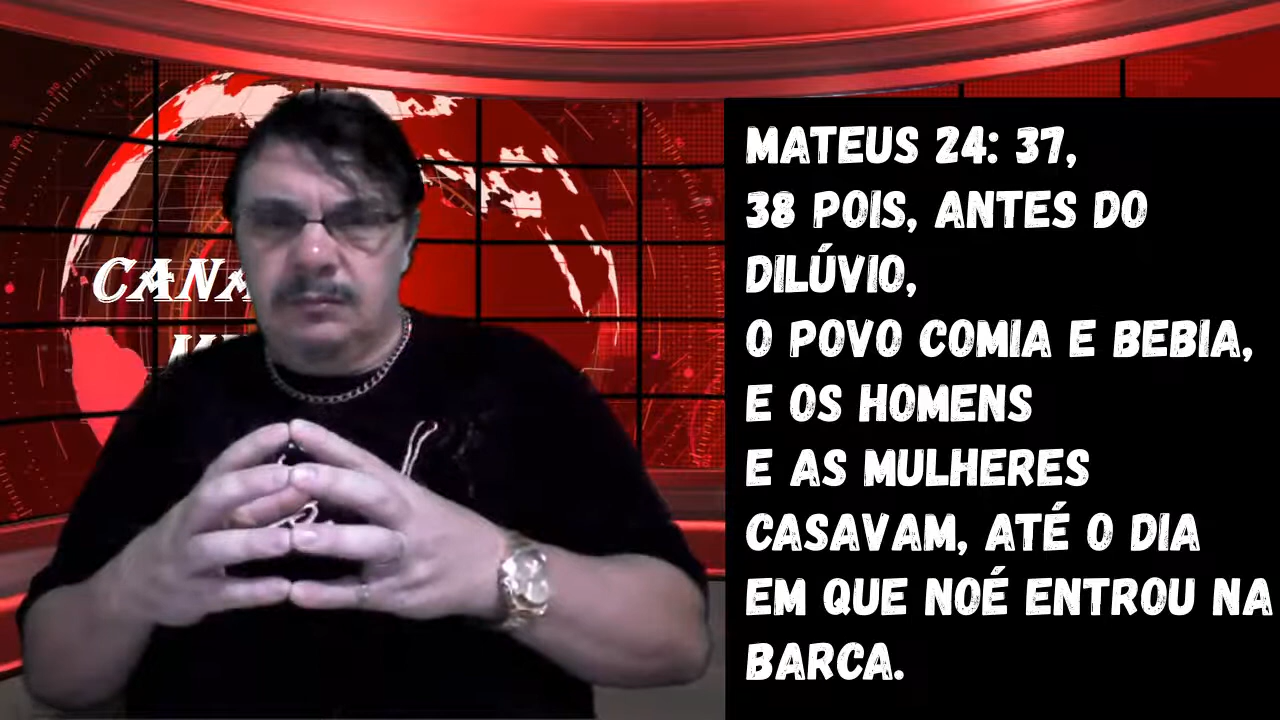 CANA
MATEUS 24: 37,
38 POIS, ANTES DO
DILÚVIO,
O POVO COMIA E BEBIA,
E OS HOMENS
E AS MULHERES
CASAVAM, ATÉ O DIA
EM QUE NOÉ ENTROU NA
BARCA.